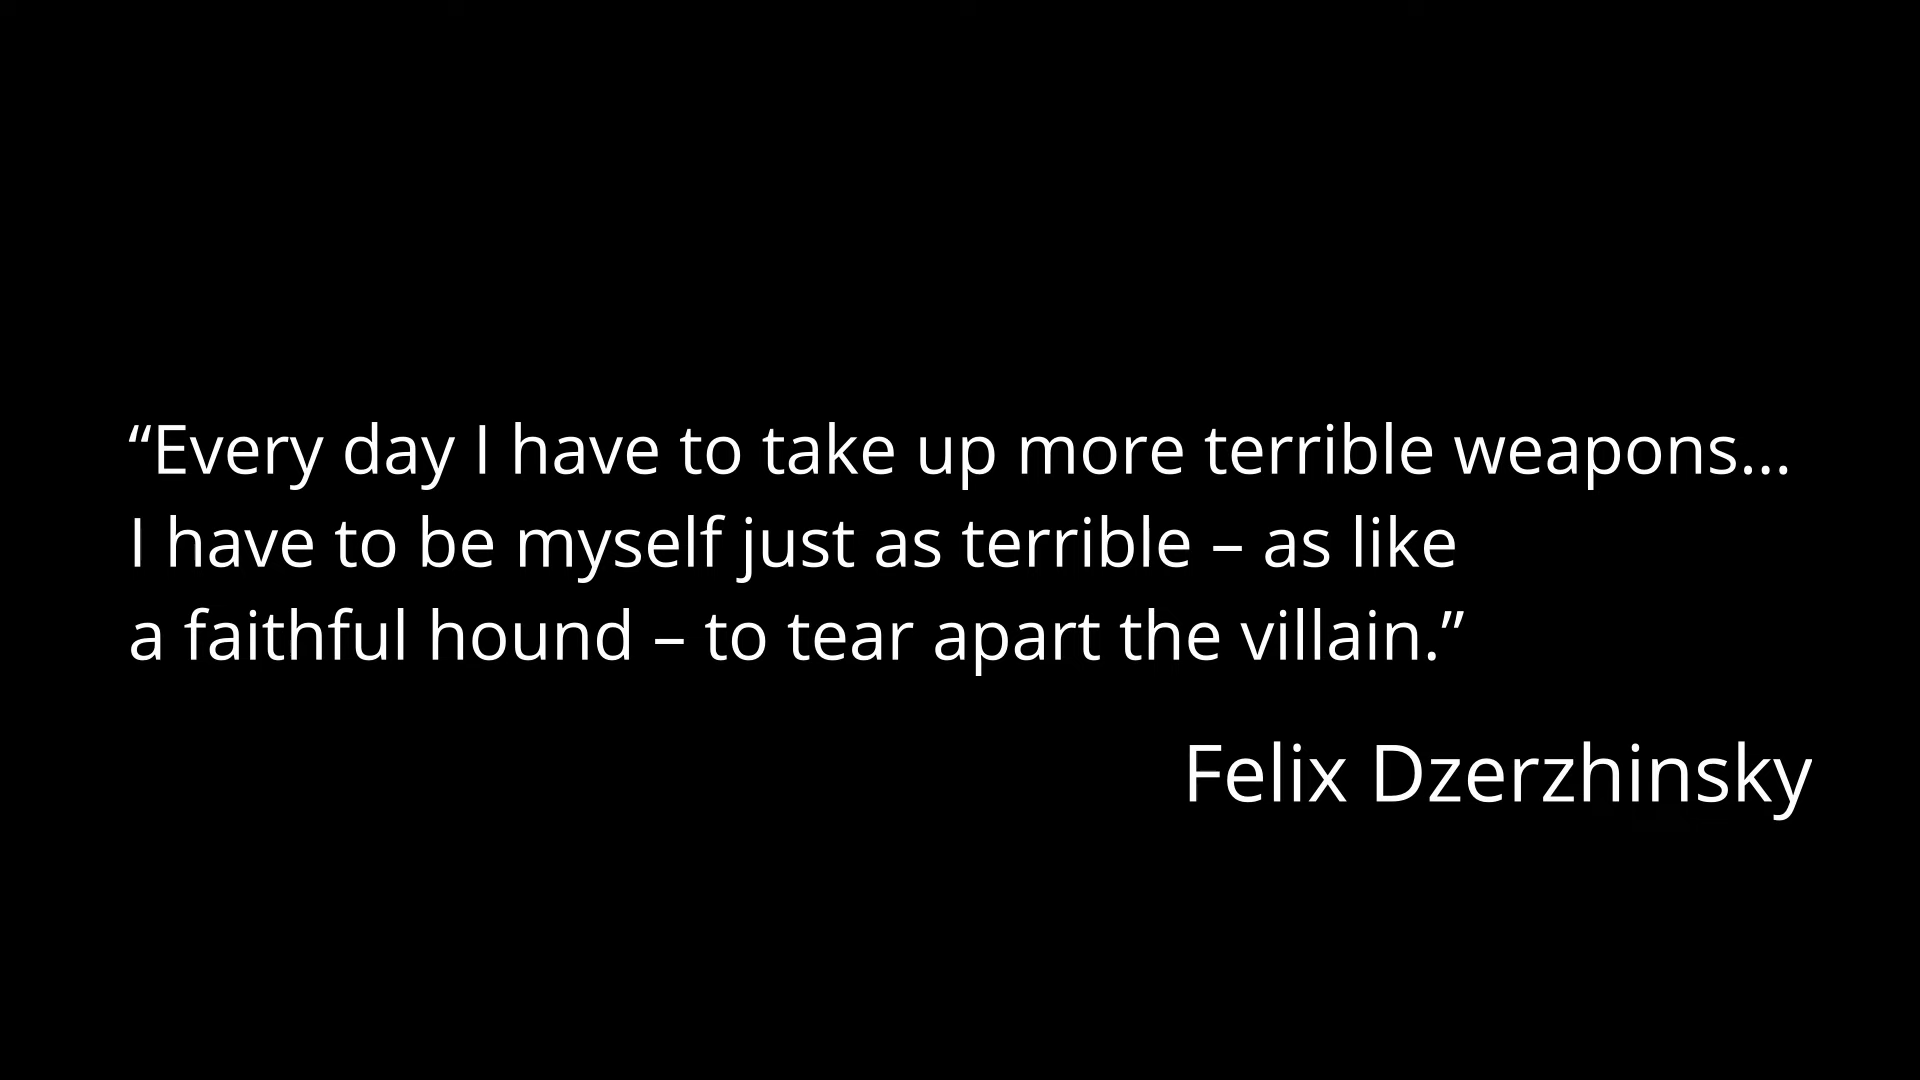 “Every day I have to take up more terrible weapons...
I have to be myself just as terrible – as like
a faithful hound – to tear apart the villain.”
Felix Dzerzhinsky